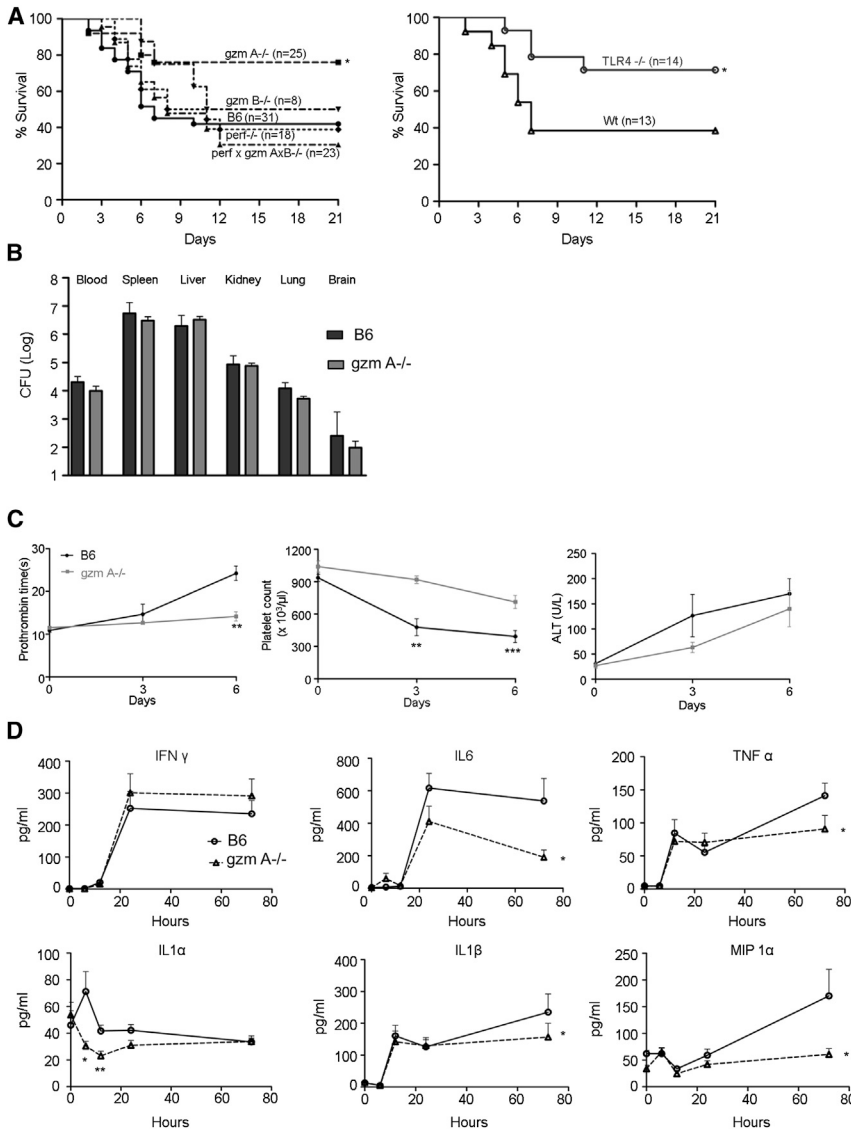 A
100
80
60
40
20
0
% Survival
0 3 6 9 12 15 18 21
Days
gzm A-/- (n=25)
*
gzm B-/- (n=8)
B6
(n=31)
perf-/- (n=18)
perf x gzm AxB-/- (n=23)
100
80
60
40
20
0
% Survival
0 3 6 9 12 15 18 21
Days
TLR4 -/- (n=14)
*
Wt (n=13)
B
Blood Spleen Liver Kidney Lung Brain
8
7
6
5
4
3
2
1
CFU (Log)
B6
gzm A-/-
C
30
20
10
0
Prothrombin time(s)
B6
gzm A-/-
**
0 3 6
Days
1200
900
600
300
0
Platelet count
(x 10³/µl)
** ***
0 3 6
Days
250
200
150
100
50
0
ALT (U/L)
0 3 6
Days
D
IFN γ
400
300
200
100
0
pg/ml
B6
gzm A-/-
0 20 40 60 80
Hours
IL6
800
600
400
200
0
pg/ml
*
0 20 40 60 80
Hours
TNF α
200
150
100
50
0
pg/ml
*
0 20 40 60 80
Hours
IL1α
100
80
60
40
20
0
pg/ml
* **
0 20 40 60 80
Hours
IL1β
400
300
200
100
0
pg/ml
*
0 20 40 60 80
Hours
MIP 1α
250
200
150
100
50
0
pg/ml
*
0 20 40 60 80
Hours